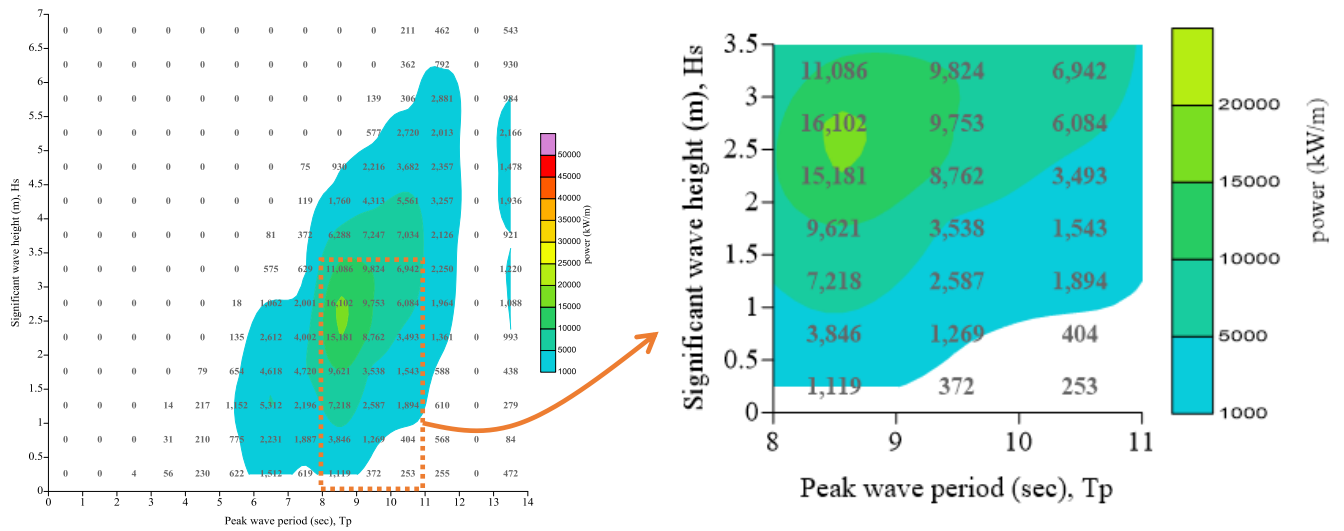 7
0 0 0 0 0 0 0 0 0 0 211 462 0 543
6.5
0 0 0 0 0 0 0 0 0 0 362 792 0 930
6
0 0 0 0 0 0 0 0 0 139 306 2,881 0 984
5.5
0 0 0 0 0 0 0 0 0 577 2,720 2,013 0 2,166
5
0 0 0 0 0 0 0 75 930 2,216 3,682 2,357 0 1,478
4.5
0 0 0 0 0 0 0 119 1,760 4,313 5,561 3,257 0 1,936
4
0 0 0 0 0 0 81 372 6,288 7,247 7,034 2,126 0 921
3.5
0 0 0 0 0 0 575 629 11,086 9,824 6,942 2,250 0 1,220
3
0 0 0 0 0 18 1,062 2,001 16,102 9,753 6,084 1,964 0 1,088
2.5
0 0 0 0 0 135 2,612 4,002 15,181 8,762 3,493 1,361 0 993
2
0 0 0 0 79 654 4,618 4,720 9,621 3,538 1,543 588 0 438
1.5
0 0 0 14 217 1,152 5,312 2,196 7,218 2,587 1,894 610 0 279
1
0 0 0 31 210 775 2,231 1,887 3,846 1,269 404 568 0 84
0.5
0 0 4 56 230 622 1,512 619 1,119 372 253 255 0 472
0
0 1 2 3 4 5 6 7 8 9 10 11 12 13 14
Peak wave period (sec), Tp
Significant wave height (m), Hs
50000
45000
40000
35000
30000
25000
20000
15000
10000
5000
1000
power (kW/m)
3.5
11,086 9,824 6,942
3
16,102 9,753 6,084
2.5
15,181 8,762 3,493
2
9,621 3,538 1,543
1.5
7,218 2,587 1,894
1
3,846 1,269 404
0.5
1,119 372 253
0
8 9 10 11
Peak wave period (sec), Tp
Significant wave height (m), Hs
20000
15000
10000
5000
1000
power (kW/m)